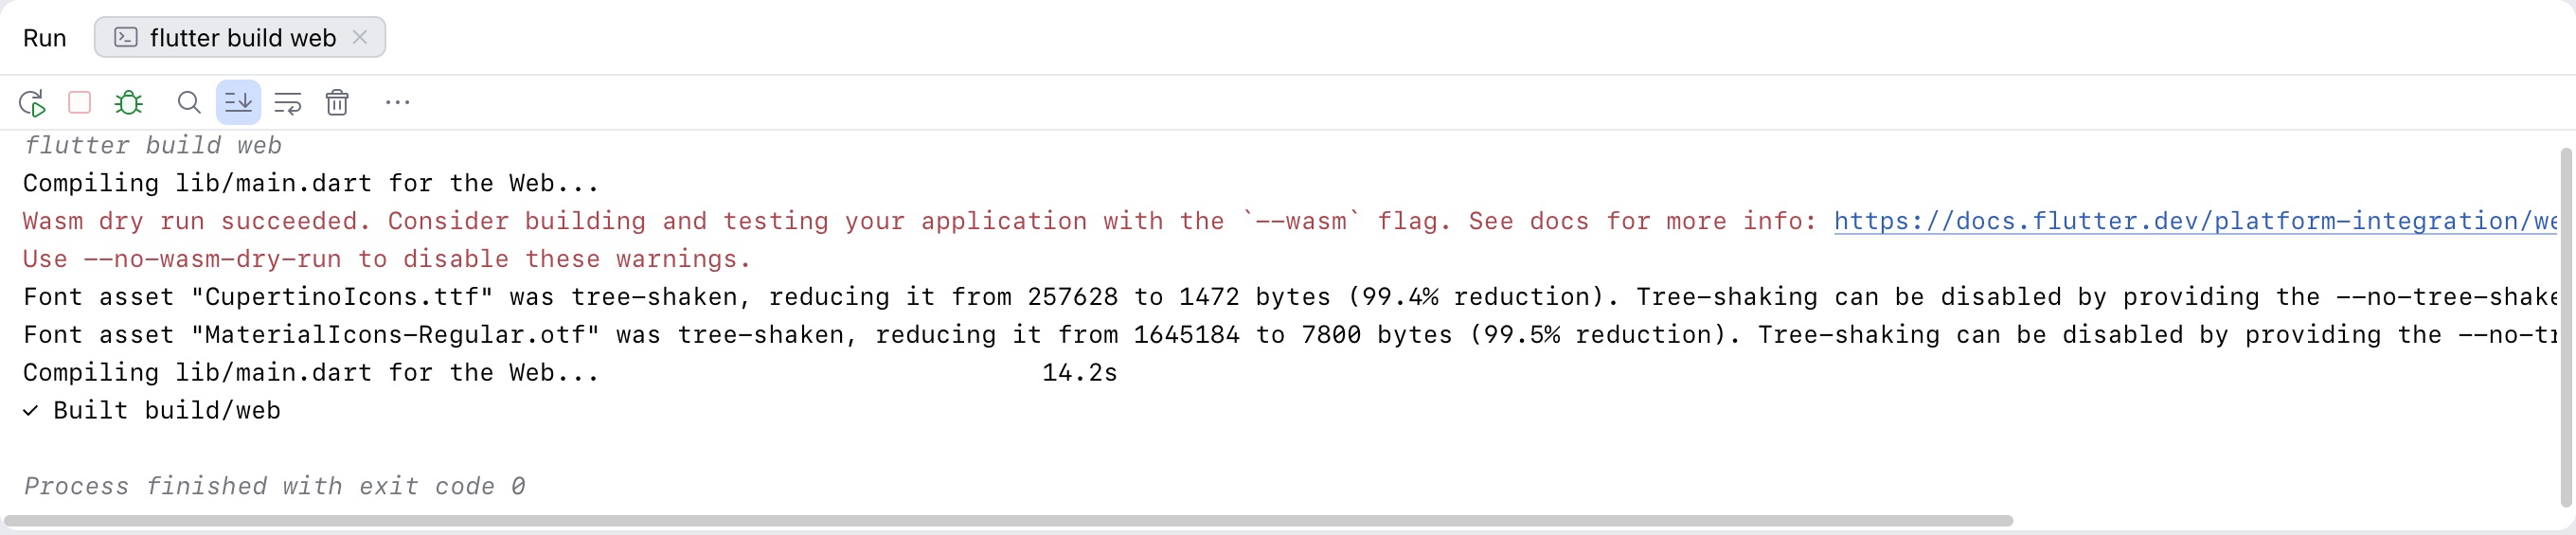 Run flutter build web
flutter build web
Compiling lib/main.dart for the Web...
Wasm dry run succeeded. Consider building and testing your application with the `--wasm` flag. See docs for more info: https://docs.flutter.dev/platform-integration/we
Use --no-wasm-dry-run to disable these warnings.
Font asset "CupertinoIcons.ttf" was tree-shaken, reducing it from 257628 to 1472 bytes (99.4% reduction). Tree-shaking can be disabled by providing the --no-tree-shake
Font asset "MaterialIcons-Regular.otf" was tree-shaken, reducing it from 1645184 to 7800 bytes (99.5% reduction). Tree-shaking can be disabled by providing the --no-tr
Compiling lib/main.dart for the Web... 14.2s
✓ Built build/web
Process finished with exit code 0